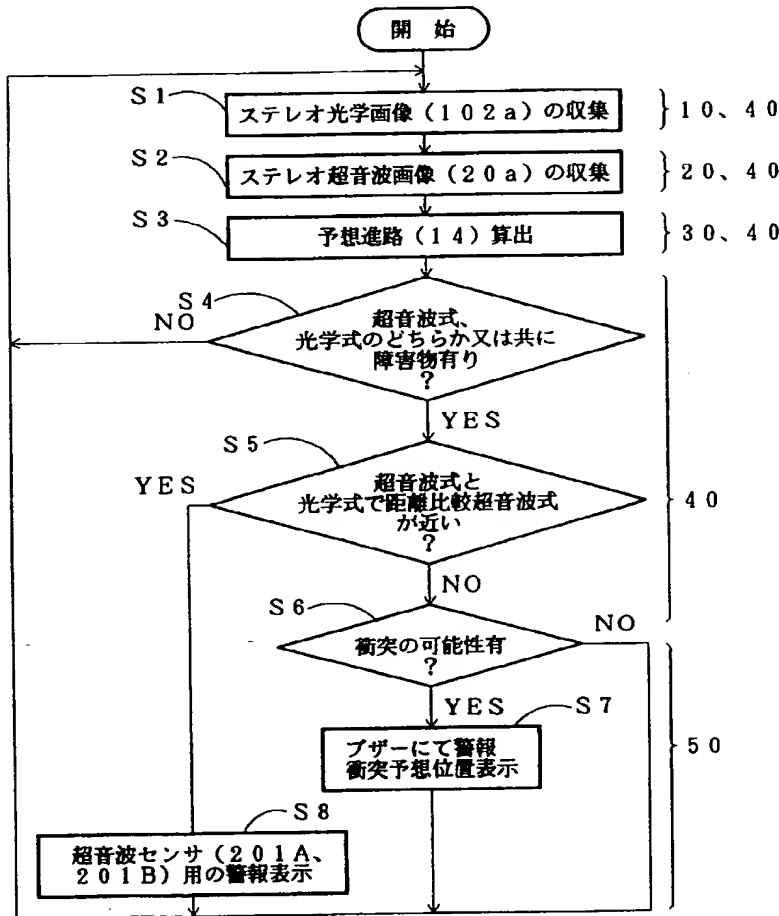 開 始
S1
ステレオ光学画像(102a)の収集
10、40
S2
ステレオ超音波画像(20a)の収集
20、40
S3
予想進路(14)算出
30、40
S4
NO
超音波式、
光学式のどちらか又は共に
障害物有り
?
YES
S5
YES
超音波式と
光学式で距離比較超音波式
が近い
?
40
NO
S6
NO
衝突の可能性有
?
YES
S7
ブザーにて警報
衝突予想位置表示
50
S8
超音波センサ(201A、
201B)用の警報表示